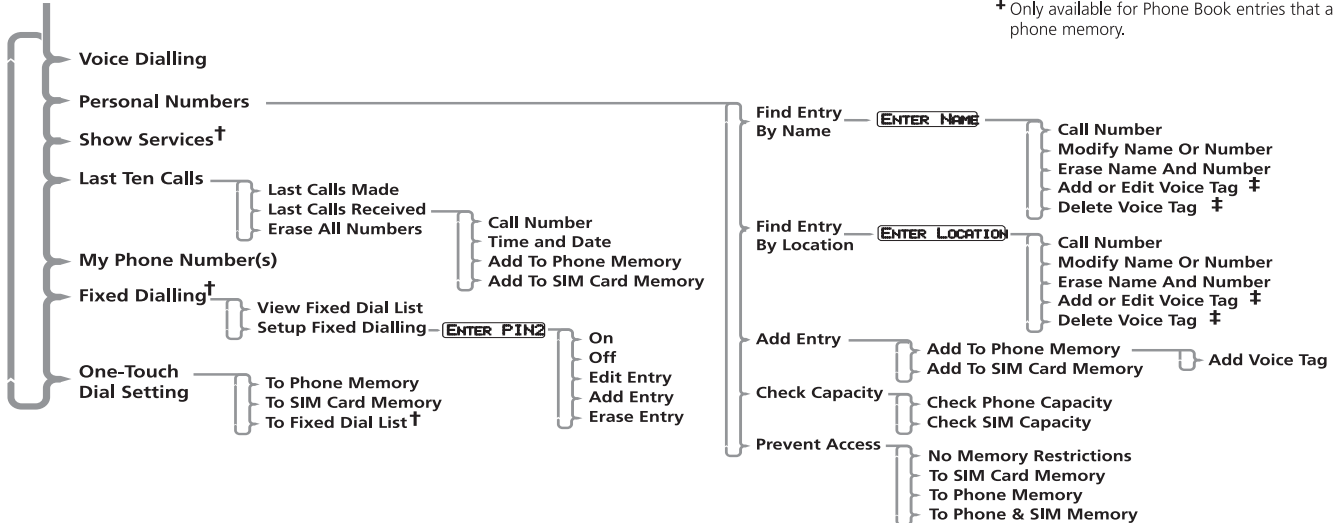 ‡ Only available for Phone Book entries that a
phone memory.
Voice Dialling
Personal Numbers
Show Services†
Last Ten Calls
Last Calls Made
Last Calls Received
Erase All Numbers
Call Number
Time and Date
Add To Phone Memory
Add To SIM Card Memory
My Phone Number(s)
Fixed Dialling†
View Fixed Dial List
Setup Fixed Dialling
ENTER PIN2
On
Off
Edit Entry
Add Entry
Erase Entry
One-Touch
Dial Setting
To Phone Memory
To SIM Card Memory
To Fixed Dial List†
Find Entry
By Name
ENTER NAME
Call Number
Modify Name Or Number
Erase Name And Number
Add or Edit Voice Tag ‡
Delete Voice Tag ‡
Find Entry
By Location
ENTER LOCATION
Call Number
Modify Name Or Number
Erase Name And Number
Add or Edit Voice Tag ‡
Delete Voice Tag ‡
Add Entry
Add To Phone Memory
Add To SIM Card Memory
Add Voice Tag
Check Capacity
Check Phone Capacity
Check SIM Capacity
Prevent Access
No Memory Restrictions
To SIM Card Memory
To Phone Memory
To Phone & SIM Memory